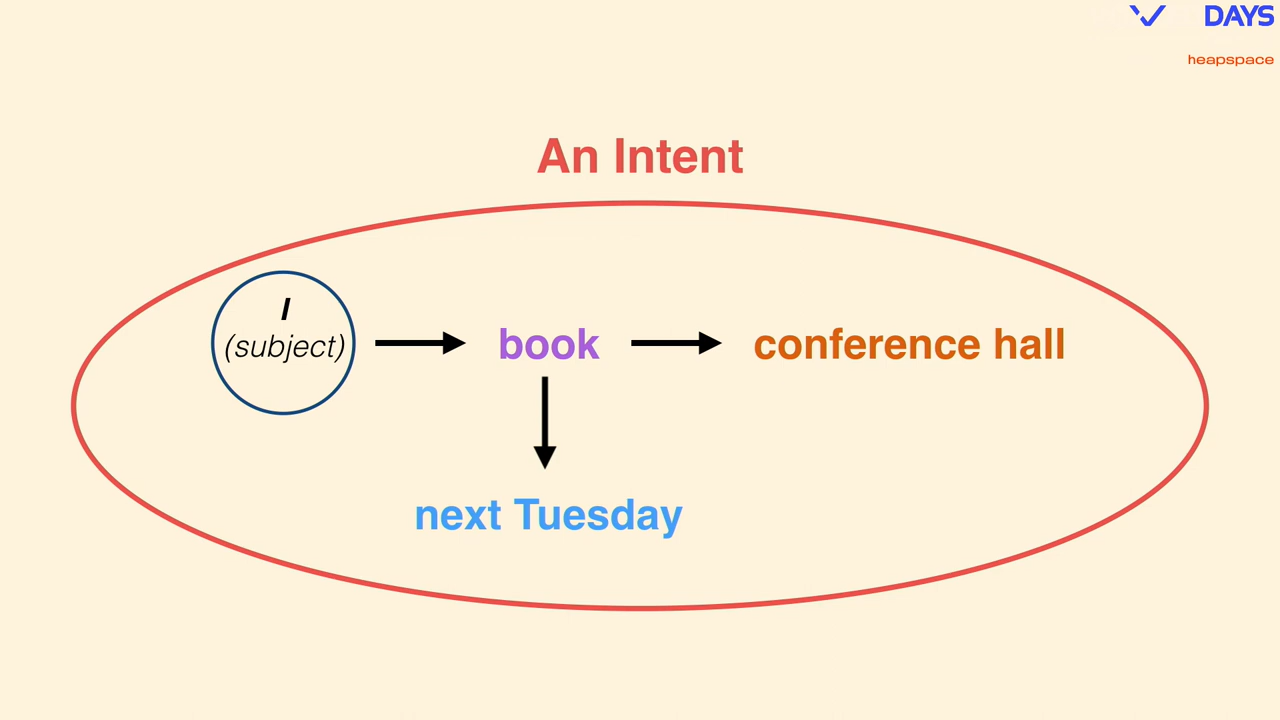 DAYS
heapspace
An Intent
I
(subject)
book
conference hall
next Tuesday